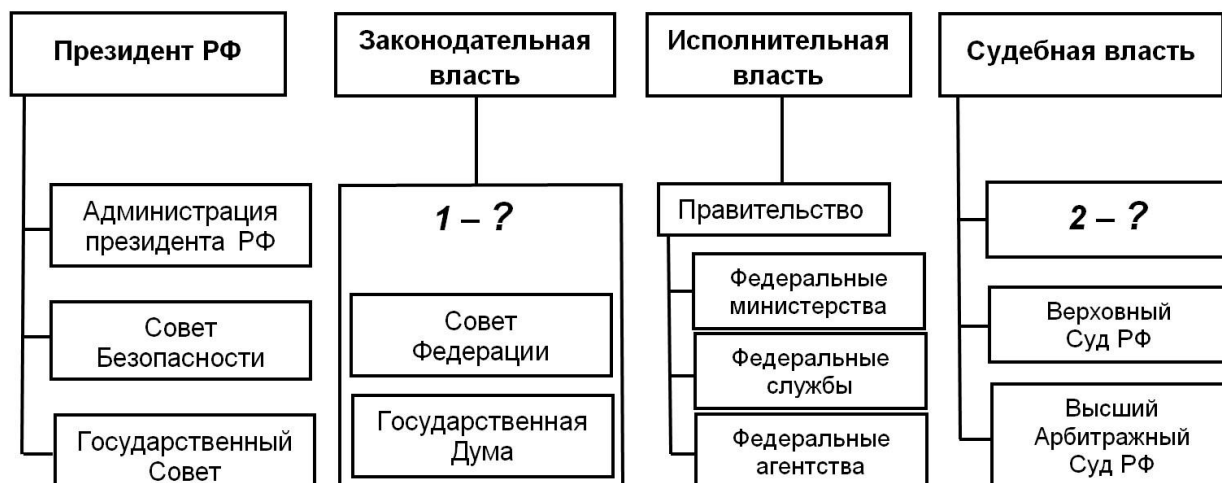 Президент РФ
Администрация
президента РФ
Совет
Безопасности
Государственный
Совет
Законодательная
власть
1 – ?
Совет
Федерации
Государственная
Дума
Исполнительная
власть
Правительство
Федеральные
министерства
Федеральные
службы
Федеральные
агентства
Судебная власть
2 – ?
Верховный
Суд РФ
Высший
Арбитражный
Суд РФ